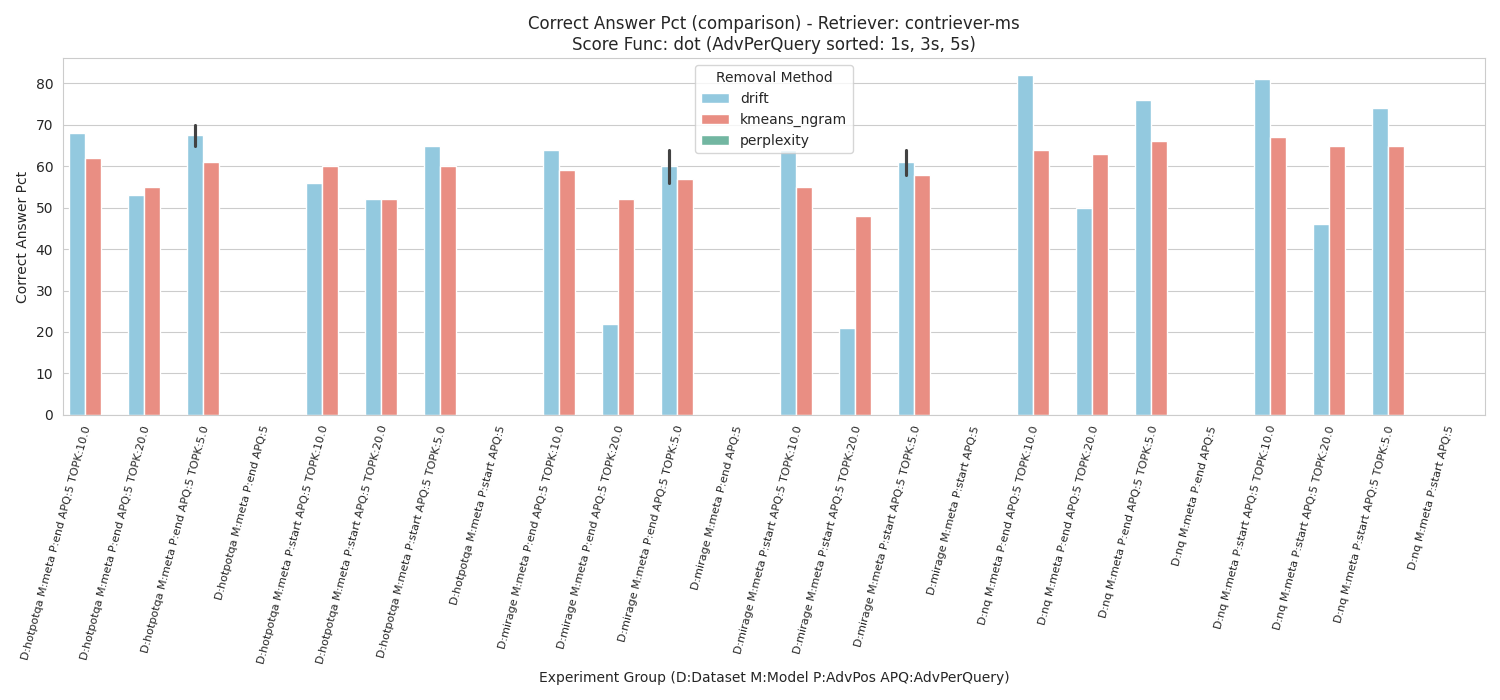 Correct Answer Pct (comparison) - Retriever: contriever-ms
Score Func: dot (AdvPerQuery sorted: 1s, 3s, 5s)
Removal Method
drift
kmeans_ngram
perplexity
Correct Answer Pct
80
70
60
50
40
30
20
10
0
D:hotpotqa M:meta P:end APQ:5 TOPK:10.0
D:hotpotqa M:meta P:end APQ:5 TOPK:20.0
D:hotpotqa M:meta P:end APQ:5 TOPK:5.0
D:hotpotqa M:meta P:end APQ:5
D:hotpotqa M:meta P:start APQ:5 TOPK:10.0
D:hotpotqa M:meta P:start APQ:5 TOPK:20.0
D:hotpotqa M:meta P:start APQ:5 TOPK:5.0
D:hotpotqa M:meta P:start APQ:5
D:mirage M:meta P:end APQ:5 TOPK:10.0
D:mirage M:meta P:end APQ:5 TOPK:20.0
D:mirage M:meta P:end APQ:5 TOPK:5.0
D:mirage M:meta P:end APQ:5
D:mirage M:meta P:start APQ:5 TOPK:10.0
D:mirage M:meta P:start APQ:5 TOPK:20.0
D:mirage M:meta P:start APQ:5 TOPK:5.0
D:mirage M:meta P:start APQ:5
D:nq M:meta P:end APQ:5 TOPK:10.0
D:nq M:meta P:end APQ:5 TOPK:20.0
D:nq M:meta P:end APQ:5 TOPK:5.0
D:nq M:meta P:end APQ:5
D:nq M:meta P:start APQ:5 TOPK:10.0
D:nq M:meta P:start APQ:5 TOPK:20.0
D:nq M:meta P:start APQ:5 TOPK:5.0
D:nq M:meta P:start APQ:5
Experiment Group (D:Dataset M:Model P:AdvPos APQ:AdvPerQuery)